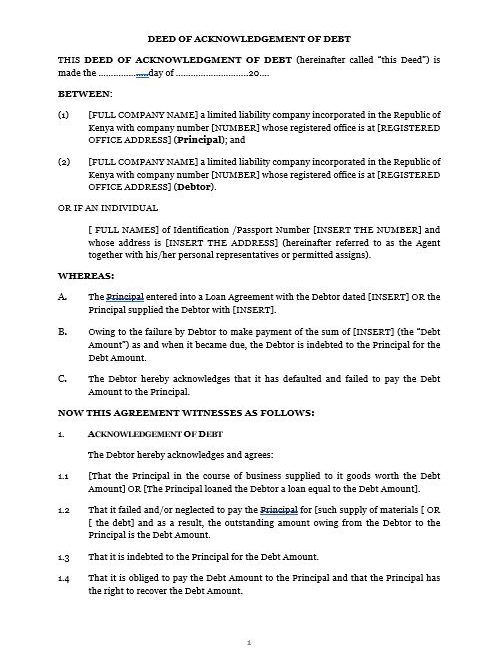 DEED OF ACKNOWLEDGEMENT OF DEBT
THIS DEED OF ACKNOWLEDGMENT OF DEBT (hereinafter called “this Deed”) is
made the .......................day of ................................20....
BETWEEN:
(1) [FULL COMPANY NAME] a limited liability company incorporated in the Republic of
Kenya with company number [NUMBER] whose registered office is at [REGISTERED
OFFICE ADDRESS] (Principal); and
(2) [FULL COMPANY NAME] a limited liability company incorporated in the Republic of
Kenya with company number [NUMBER] whose registered office is at [REGISTERED
OFFICE ADDRESS] (Debtor).
OR IF AN INDIVIDUAL
[ FULL NAMES] of Identification /Passport Number [INSERT THE NUMBER] and
whose address is [INSERT THE ADDRESS] (hereinafter referred to as the Agent
together with his/her personal representatives or permitted assigns).
WHEREAS:
A. The Principal entered into a Loan Agreement with the Debtor dated [INSERT] OR the
Principal supplied the Debtor with [INSERT].
B. Owing to the failure by Debtor to make payment of the sum of [INSERT] (the “Debt
Amount”) as and when it became due, the Debtor is indebted to the Principal for the
Debt Amount.
C. The Debtor hereby acknowledges that it has defaulted and failed to pay the Debt
Amount to the Principal.
NOW THIS AGREEMENT WITNESSES AS FOLLOWS:
1. ACKNOWLEDGEMENT OF DEBT
The Debtor hereby acknowledges and agrees:
1.1 [That the Principal in the course of business supplied to it goods worth the Debt
Amount] OR [The Principal loaned the Debtor a loan equal to the Debt Amount].
1.2 That it failed and/or neglected to pay the Principal for [such supply of materials [ OR
[ the debt] and as a result, the outstanding amount owing from the Debtor to the
Principal is the Debt Amount.
1.3 That it is indebted to the Principal for the Debt Amount.
1.4 That it is obliged to pay the Debt Amount to the Principal and that the Principal has
the right to recover the Debt Amount.
1